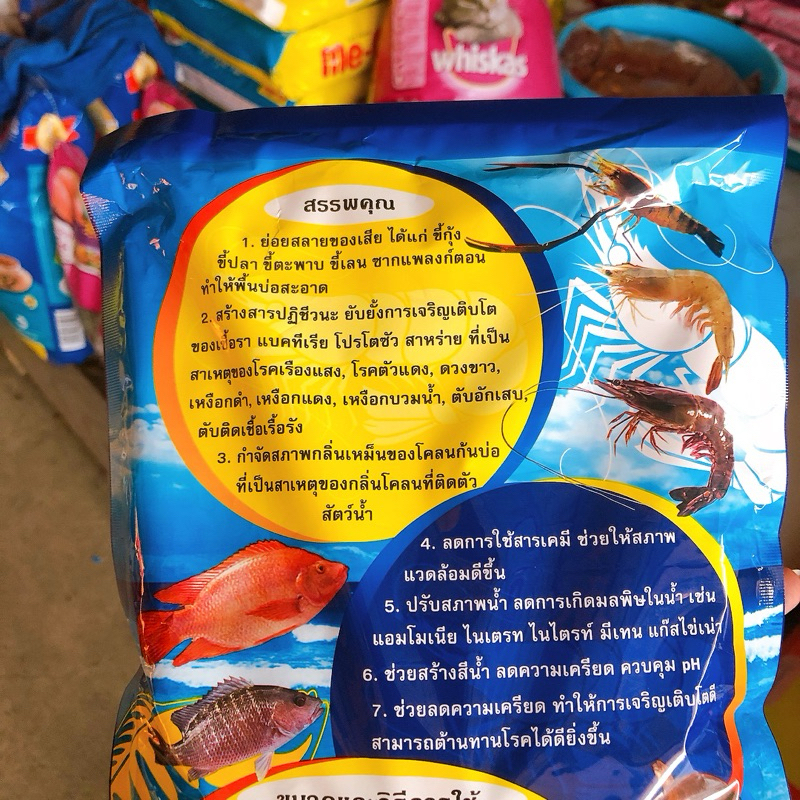 me-
whiskas
สรรพคุณ
1. ย่อยสลายของเสีย ได้แก่ ขี้กุ้ง
ขี้ปลา ขี้ตะพาบ ขี้เลน ซากแพลงก์ตอน
ทำให้พื้นบ่อสะอาด
2. สร้างสารปฏิชีวนะ ยับยั้งการเจริญเติบโต
ของเชื้อรา แบคทีเรีย โปรโตซัว สาหร่าย ที่เป็น
สาเหตุของโรคเรืองแสง, โรคตัวแดง, ดวงขาว,
เหงือกดำ, เหงือกแดง, เหงือกบวมน้ำ, ตับอักเสบ,
ตับติดเชื้อเรื้อรัง
3. กำจัดสภาพกลิ่นเหม็นของโคลนก้นบ่อ
ที่เป็นสาเหตุของกลิ่นโคลนที่ติดตัว
สัตว์น้ำ
4. ลดการใช้สารเคมี ช่วยให้สภาพ
แวดล้อมดีขึ้น
5. ปรับสภาพน้ำ ลดการเกิดมลพิษในน้ำ เช่น
แอมโมเนีย ไนเตรท ไนไตรท์ มีเทน แก๊สไข่เน่า
6. ช่วยสร้างสีน้ำ ลดความเครียด ควบคุม pH
7. ช่วยลดความเครียด ทำให้การเจริญเติบโตดี
สามารถต้านทานโรคได้ดียิ่งขึ้น